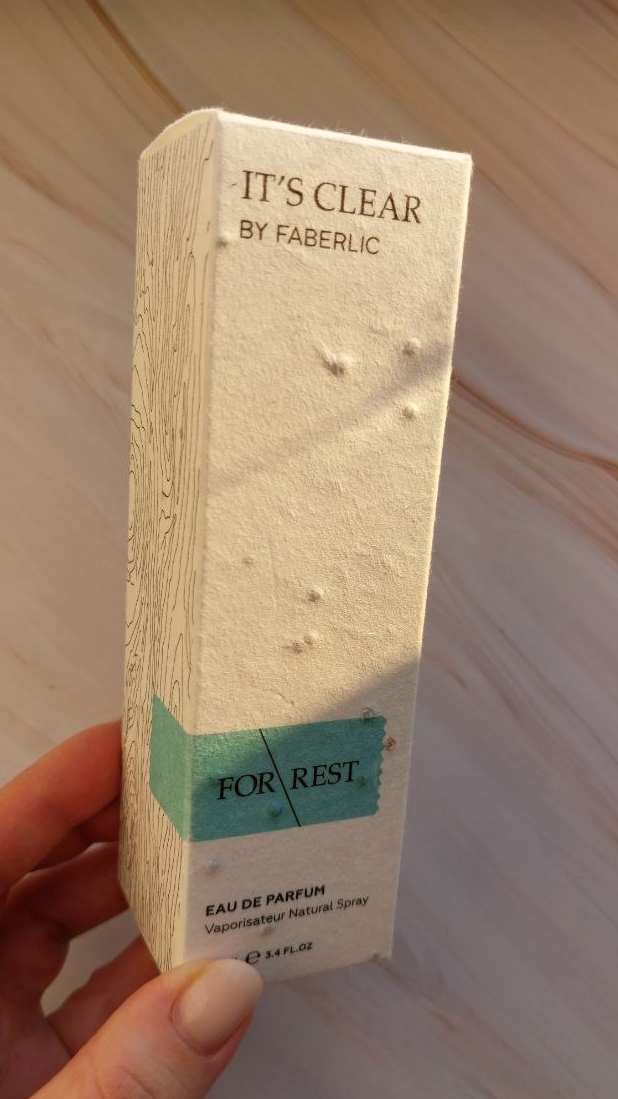 IT'S CLEAR
BY FABERLIC
FOR\REST
EAU DE PARFUM
Vaporisateur Natural Spray
℮ 3.4 FL.OZ